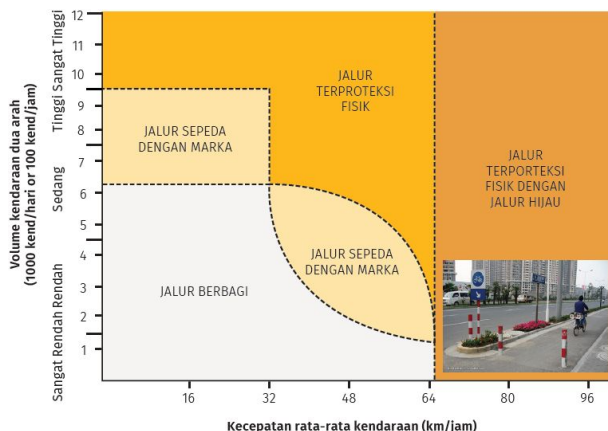 Volume kendaraan dua arah
(1000 kend/hari or 100 kend/jam)
Sangat Rendah Rendah Sedang Tinggi Sangat Tinggi
12
11
10
9
8
7
6
5
4
3
2
1
JALUR
TERPROTEKSI
FISIK
JALUR SEPEDA
DENGAN MARKA
JALUR
TERPORTEKSI
FISIK DENGAN
JALUR HIJAU
JALUR SEPEDA
DENGAN MARKA
JALUR BERBAGI
16 32 48 64 80 96
Kecepatan rata-rata kendaraan (km/jam)